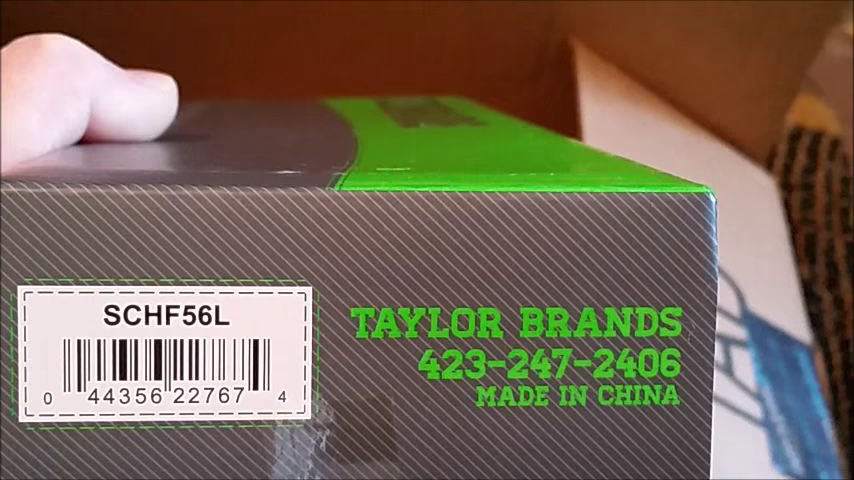 SCHF56L
0 44356 22767 4
TAYLOR BRANDS
423-247-2406
MADE IN CHINA